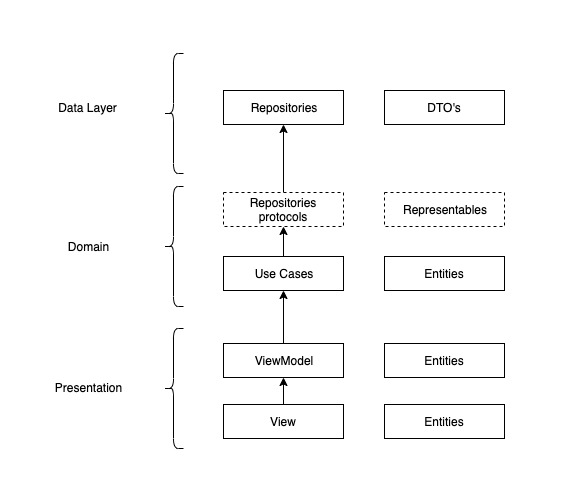 Data Layer
Repositories
DTO's
Repositories
protocols
Representables
Domain
Use Cases
Entities
ViewModel
Entities
Presentation
View
Entities